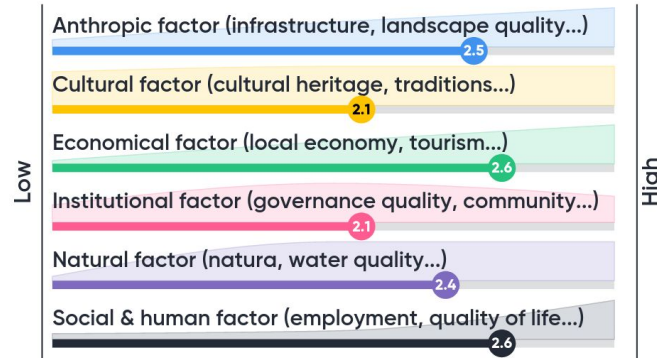 Anthropic factor (infrastructure, landscape quality...)
2.5
Cultural factor (cultural heritage, traditions...)
2.1
Economical factor (local economy, tourism...)
2.6
Institutional factor (governance quality, community...)
2.1
Natural factor (natura, water quality...)
2.4
Social & human factor (employment, quality of life...)
2.6
Low
High